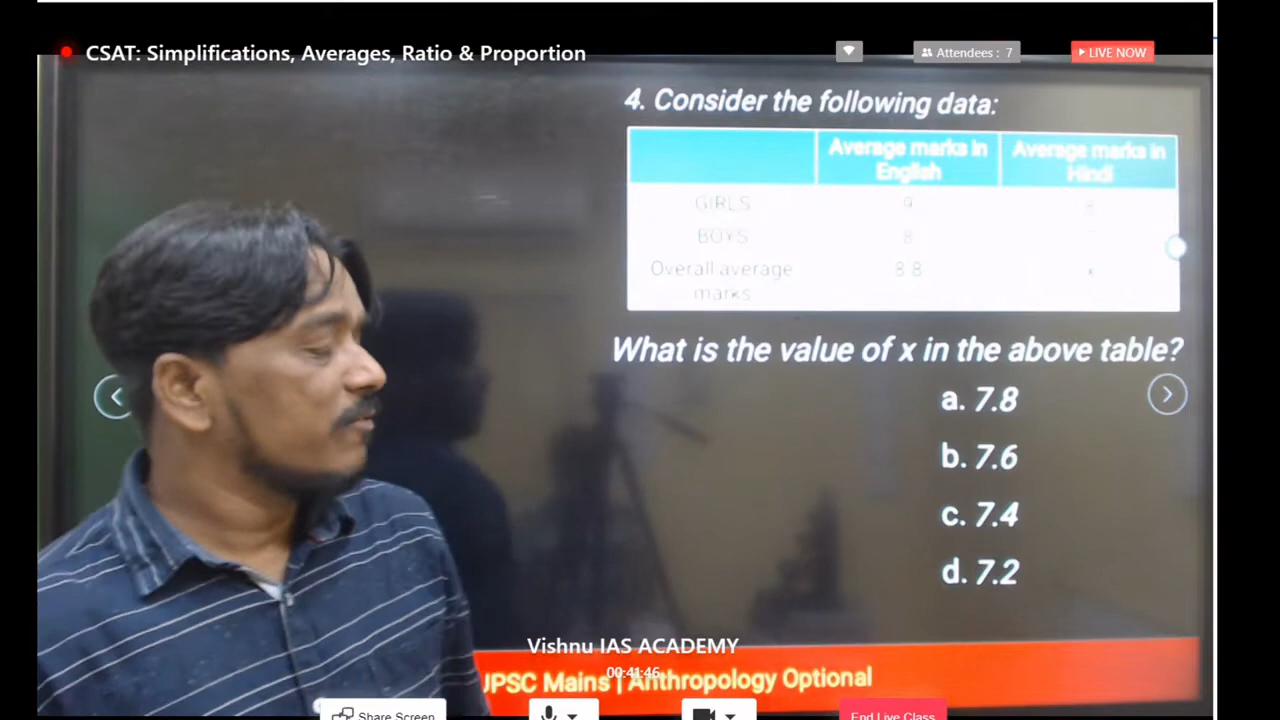 CSAT: Simplifications, Averages, Ratio & Proportion
Attendees : 7
LIVE NOW
4. Consider the following data:
Average marks in English
Average marks in Hindi
GIRLS 9 8
BOYS 8
Overall average marks 8.8 x
What is the value of x in the above table?
a. 7.8
b. 7.6
c. 7.4
d. 7.2
Vishnu IAS ACADEMY
00:41:46
UPSC Mains | Anthropology Optional
Share Screen
End Live Class